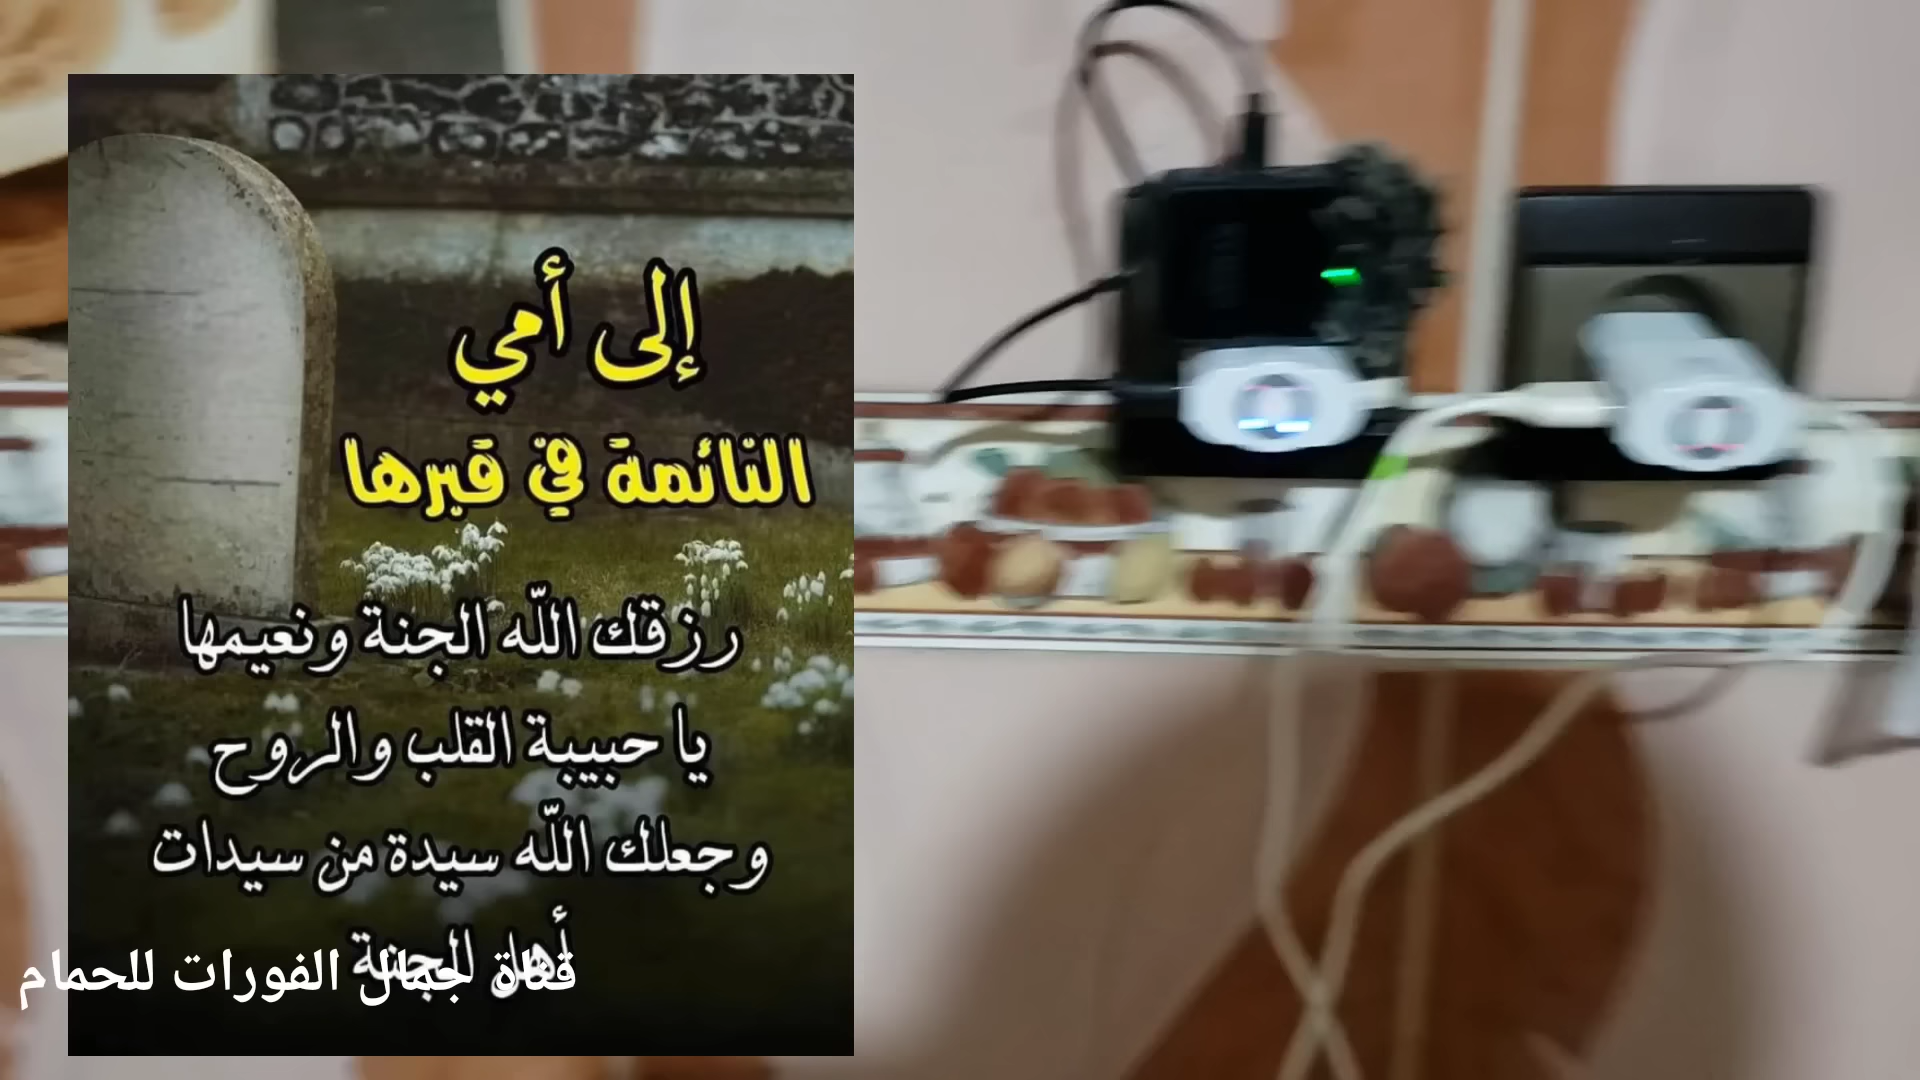 إلى أمي
النائمة في قبرها
رزقك الله الجنة ونعيمها
يا حبيبة القلب والروح
وجعلك الله سيدة من سيدات
أهل الجنة
قناة جمال الفورات للحمام